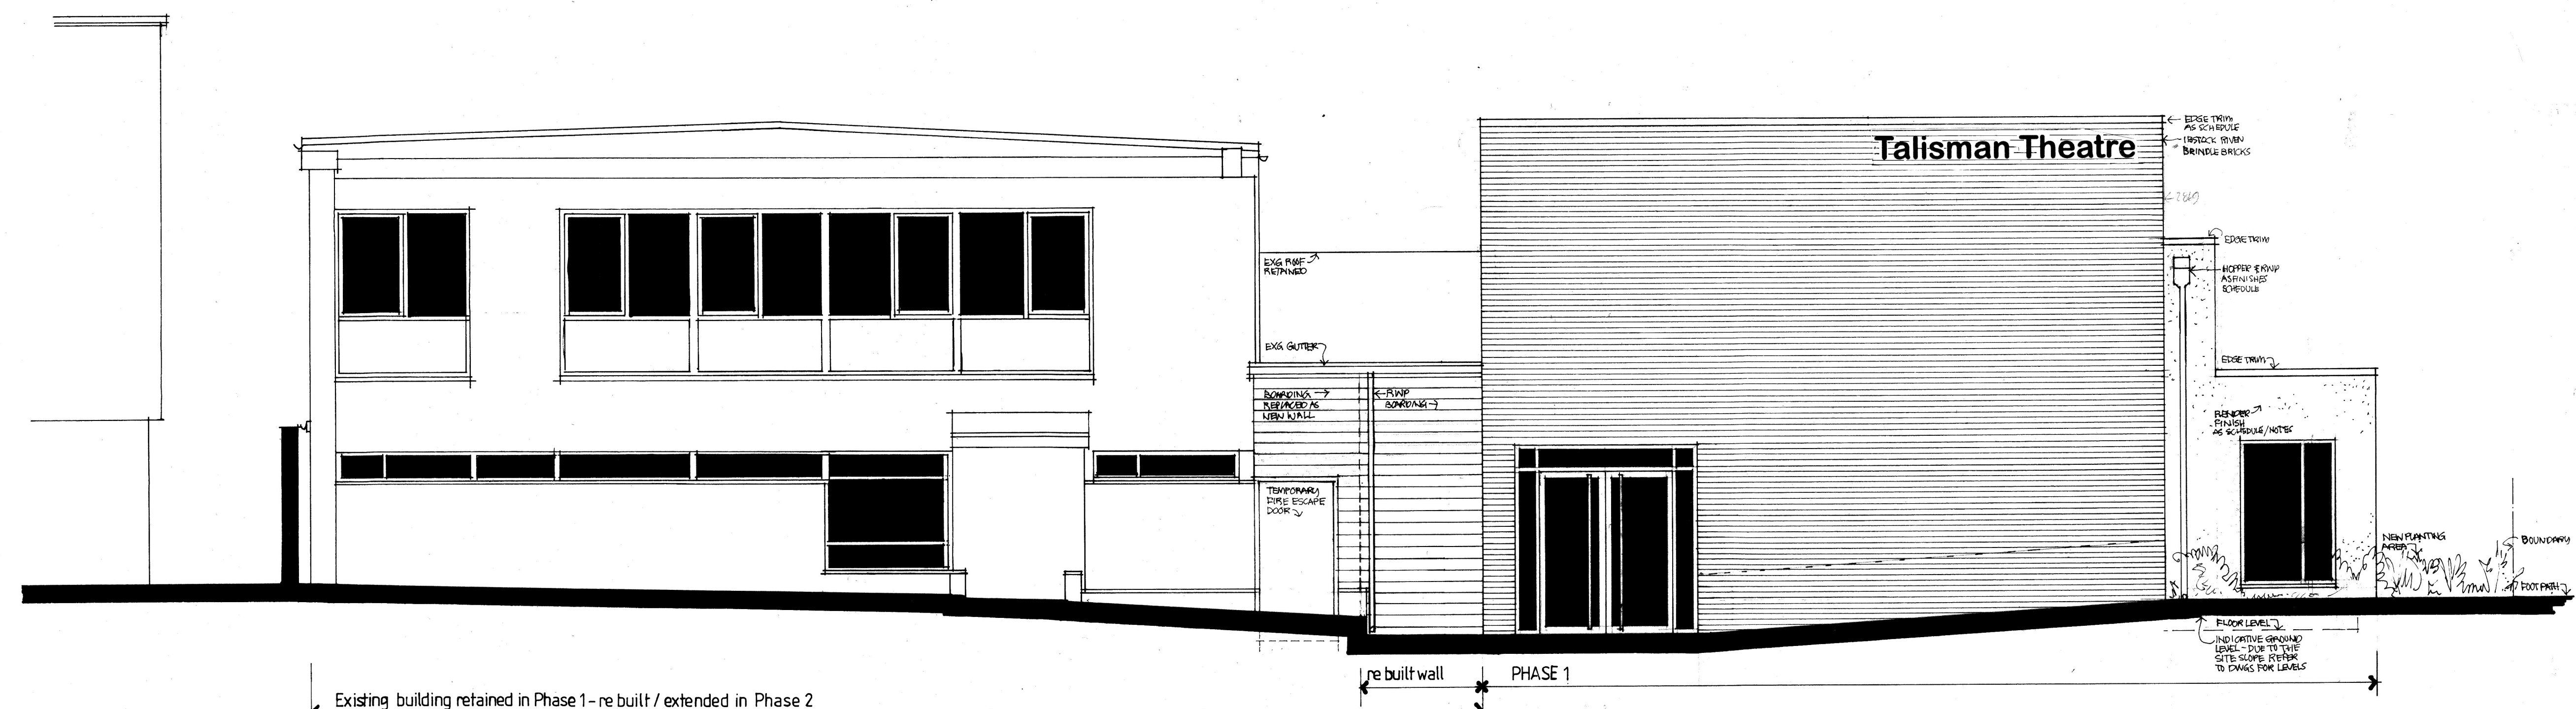 Talisman Theatre
EDGE TRIM
AS SCHEDULE
IBSTOCK RIVEN
BRINDLE BRICKS
2860
EDGE TRIM
HOPPER & RWP
AS FINISHES
SCHEDULE
EXG ROOF
RETAINED
EXG GUTTER
EDGE TRIM
BOARDING
REPLACED AS
NEW WALL
RWP
BOARDING
RENDER
FINISH
AS SCHEDULE/NOTES
TEMPORARY
FIRE ESCAPE
DOOR
NEW PLANTING
AREA
BOUNDARY
FOOTPATH
FLOOR LEVEL
INDICATIVE GROUND
LEVEL - DUE TO THE
SITE SLOPE REFER
TO DWGS FOR LEVELS
re built wall
PHASE 1
Existing building retained in Phase 1 - re built / extended in Phase 2